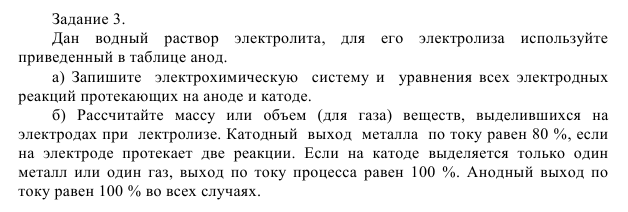 Задание 3.
Дан водный раствор электролита, для его электролиза используйте
приведенный в таблице анод.
а) Запишите электрохимическую систему и уравнения всех электродных
реакций протекающих на аноде и катоде.
б) Рассчитайте массу или объем (для газа) веществ, выделившихся на
электродах при лектролизе. Катодный выход металла по току равен 80 %, если
на электроде протекает две реакции. Если на катоде выделяется только один
металл или один газ, выход по току процесса равен 100 %. Анодный выход по
току равен 100 % во всех случаях.